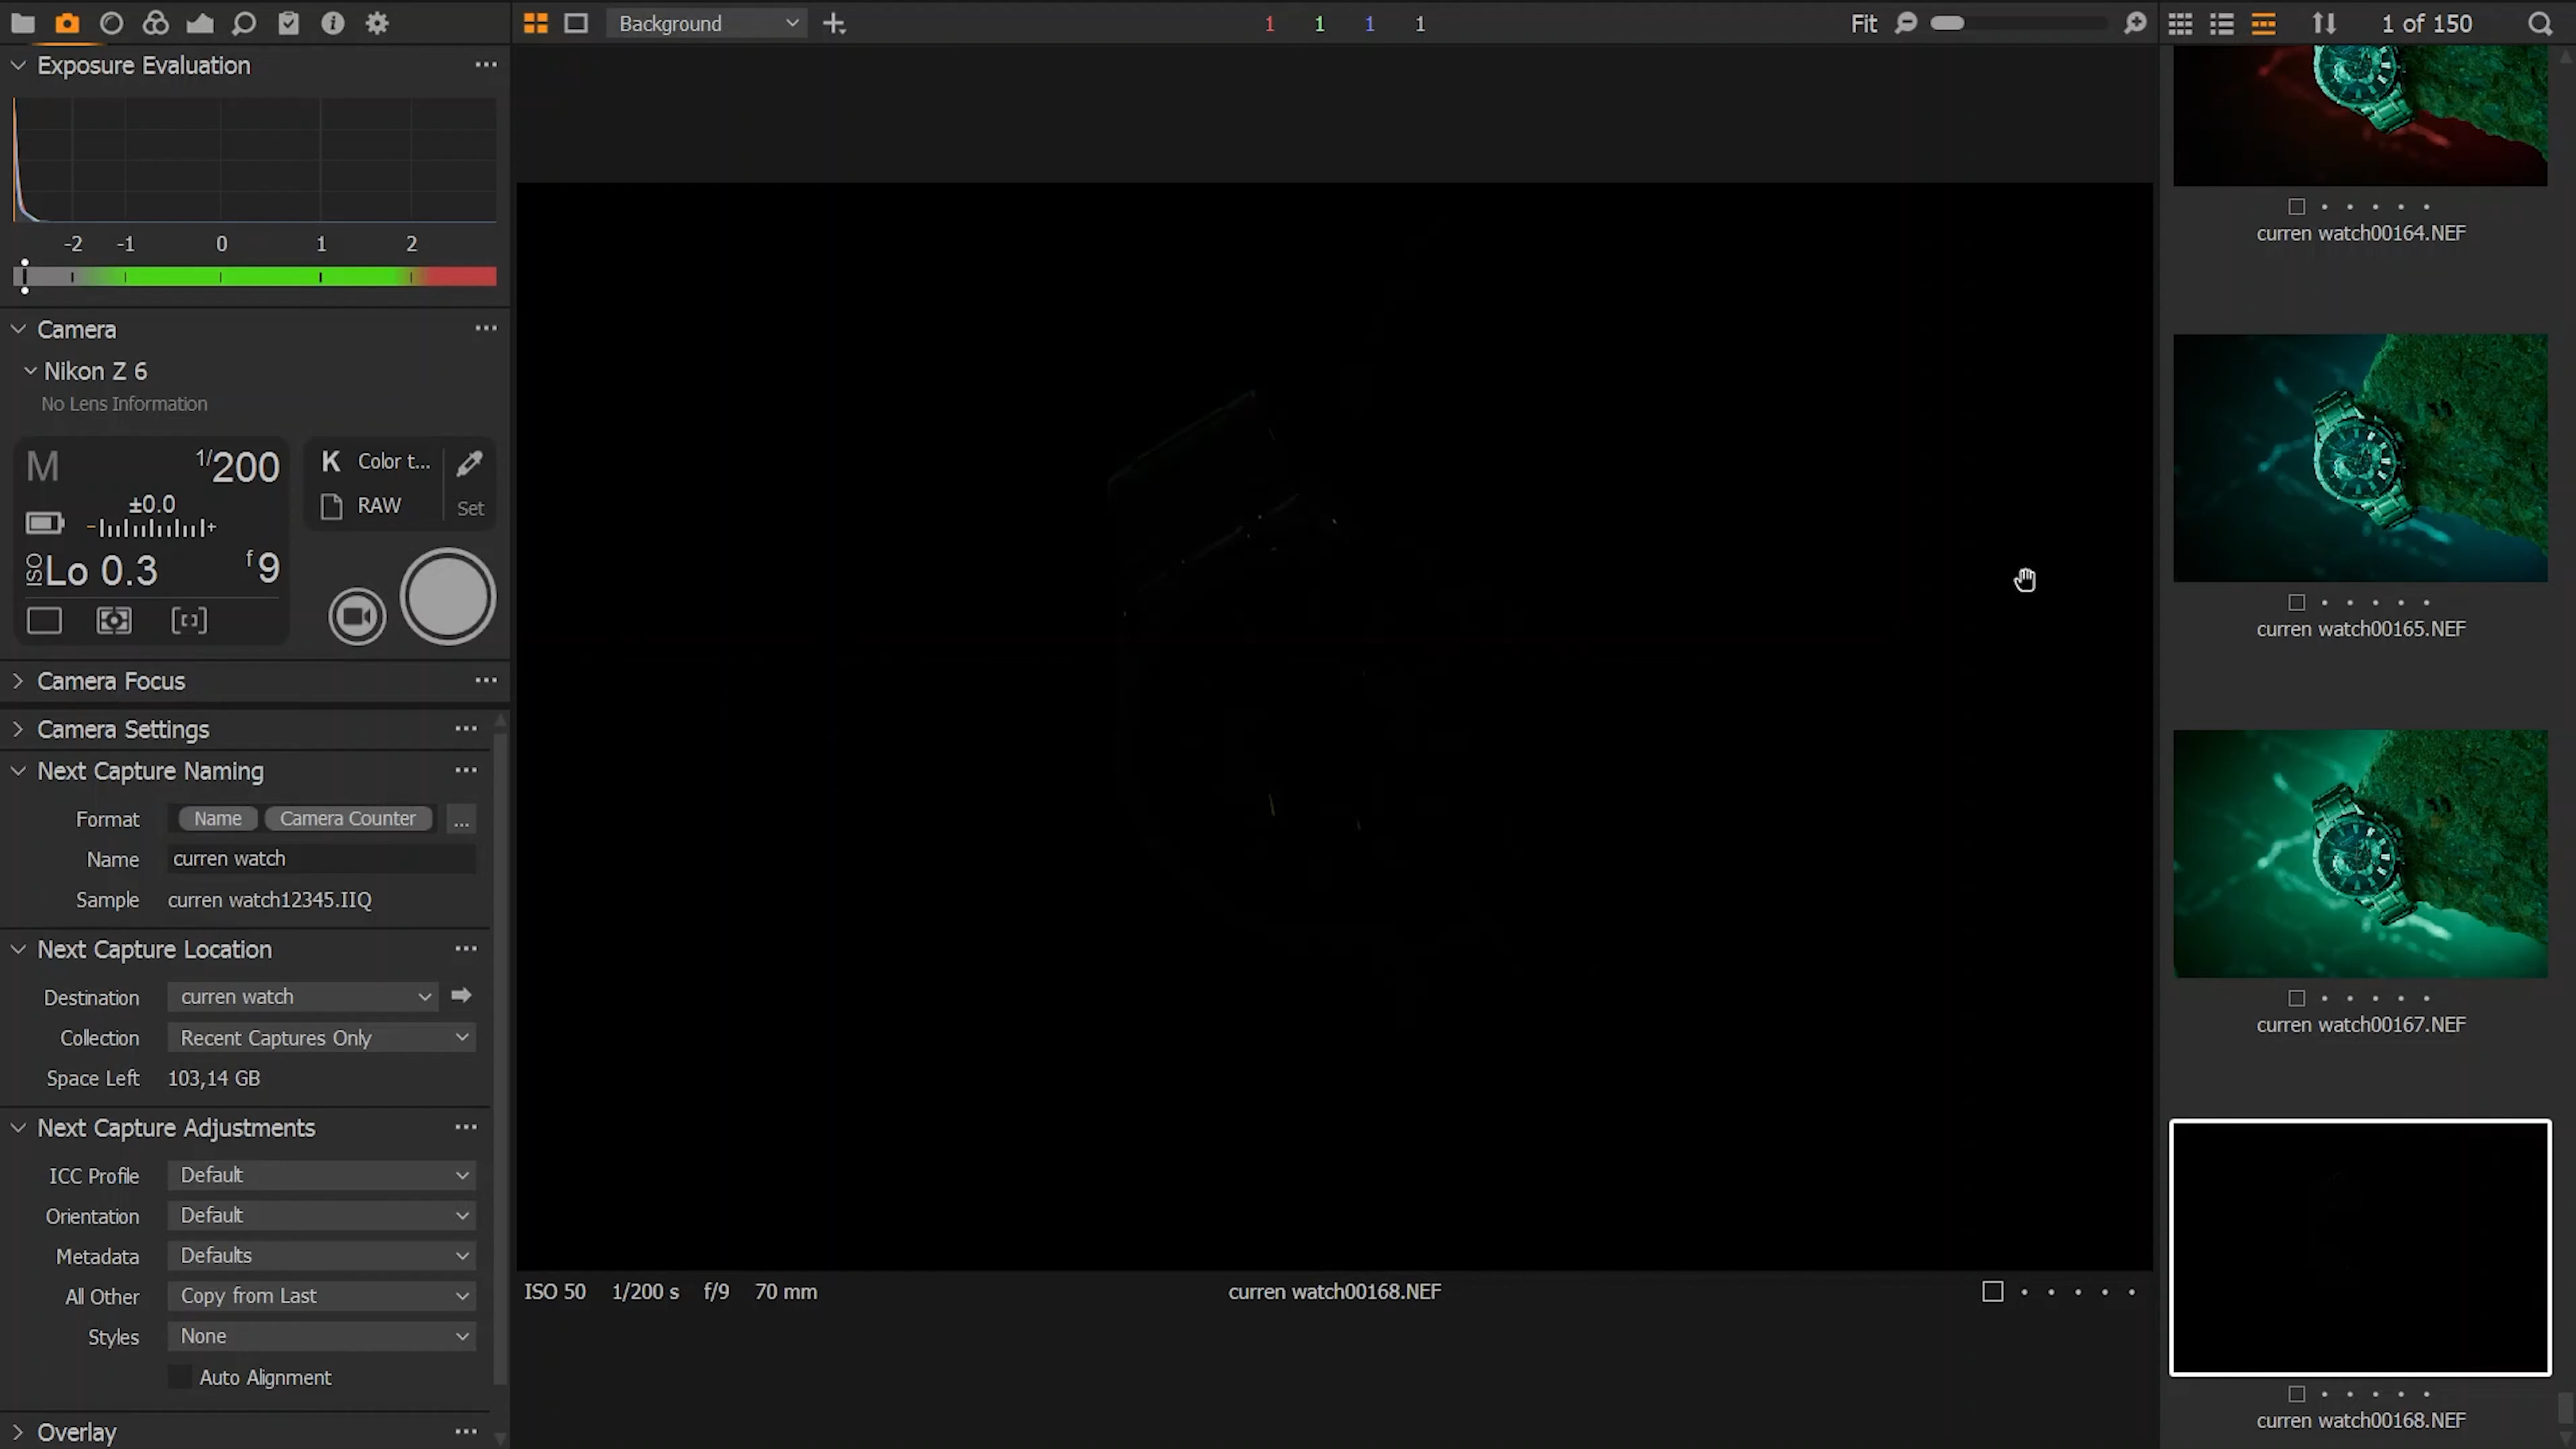 Background
1 1 1 1
Fit
1 of 150
Exposure Evaluation
-2 -1 0 1 2
Camera
Nikon Z 6
No Lens Information
M 1/200
±0.0
- +
ISO Lo 0.3 f 9
K Color t...
RAW
Set
Camera Focus
Camera Settings
Next Capture Naming
Format Name Camera Counter ...
Name curren watch
Sample curren watch12345.IIQ
Next Capture Location
Destination curren watch
Collection Recent Captures Only
Space Left 103,14 GB
Next Capture Adjustments
ICC Profile Default
Orientation Default
Metadata Defaults
All Other Copy from Last
Styles None
Auto Alignment
Overlay
ISO 50 1/200 s f/9 70 mm
curren watch00168.NEF
curren watch00164.NEF
curren watch00165.NEF
curren watch00167.NEF
curren watch00168.NEF